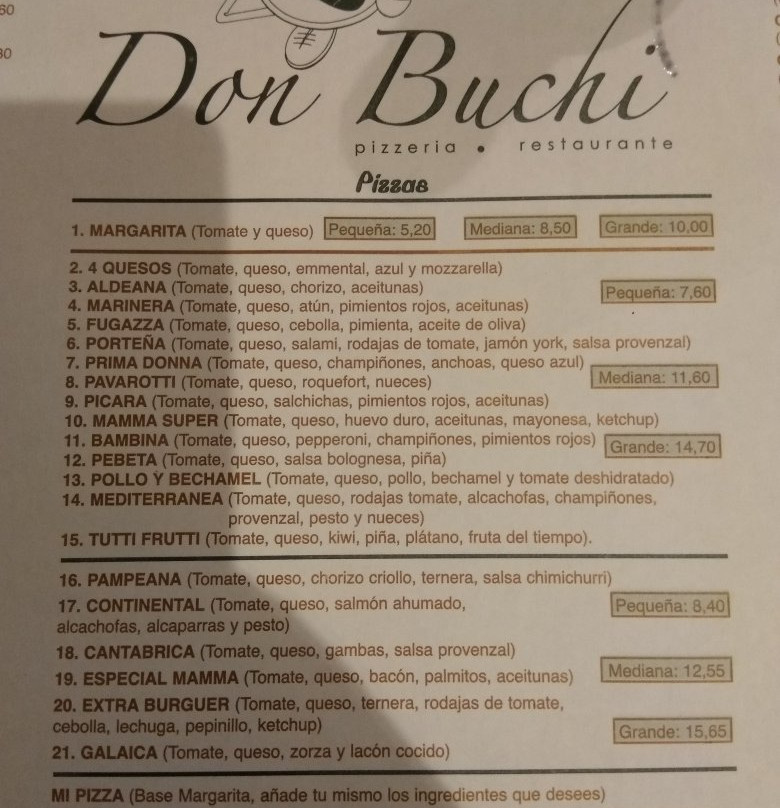 60
30
Don Buchi
pizzeria • restaurante
Pizzas
1. MARGARITA (Tomate y queso) Pequeña: 5,20 Mediana: 8,50 Grande: 10,00
2. 4 QUESOS (Tomate, queso, emmental, azul y mozzarella)
3. ALDEANA (Tomate, queso, chorizo, aceitunas)
Pequeña: 7,60
4. MARINERA (Tomate, queso, atún, pimientos rojos, aceitunas)
5. FUGAZZA (Tomate, queso, cebolla, pimienta, aceite de oliva)
6. PORTEÑA (Tomate, queso, salami, rodajas de tomate, jamón york, salsa provenzal)
7. PRIMA DONNA (Tomate, queso, champiñones, anchoas, queso azul)
Mediana: 11,60
8. PAVAROTTI (Tomate, queso, roquefort, nueces)
9. PICARA (Tomate, queso, salchichas, pimientos rojos, aceitunas)
10. MAMMA SUPER (Tomate, queso, huevo duro, aceitunas, mayonesa, ketchup)
11. BAMBINA (Tomate, queso, pepperoni, champiñones, pimientos rojos)
Grande: 14,70
12. PEBETA (Tomate, queso, salsa bolognesa, piña)
13. POLLO Y BECHAMEL (Tomate, queso, pollo, bechamel y tomate deshidratado)
14. MEDITERRANEA (Tomate, queso, rodajas tomate, alcachofas, champiñones,
provenzal, pesto y nueces)
15. TUTTI FRUTTI (Tomate, queso, kiwi, piña, plátano, fruta del tiempo).
16. PAMPEANA (Tomate, queso, chorizo criollo, ternera, salsa chimichurri)
17. CONTINENTAL (Tomate, queso, salmón ahumado,
Pequeña: 8,40
alcachofas, alcaparras y pesto)
18. CANTABRICA (Tomate, queso, gambas, salsa provenzal)
19. ESPECIAL MAMMA (Tomate, queso, bacón, palmitos, aceitunas)
Mediana: 12,55
20. EXTRA BURGUER (Tomate, queso, ternera, rodajas de tomate,
cebolla, lechuga, pepinillo, ketchup)
Grande: 15,65
21. GALAICA (Tomate, queso, zorza y lacón cocido)
MI PIZZA (Base Margarita, añade tu mismo los ingredientes que desees)